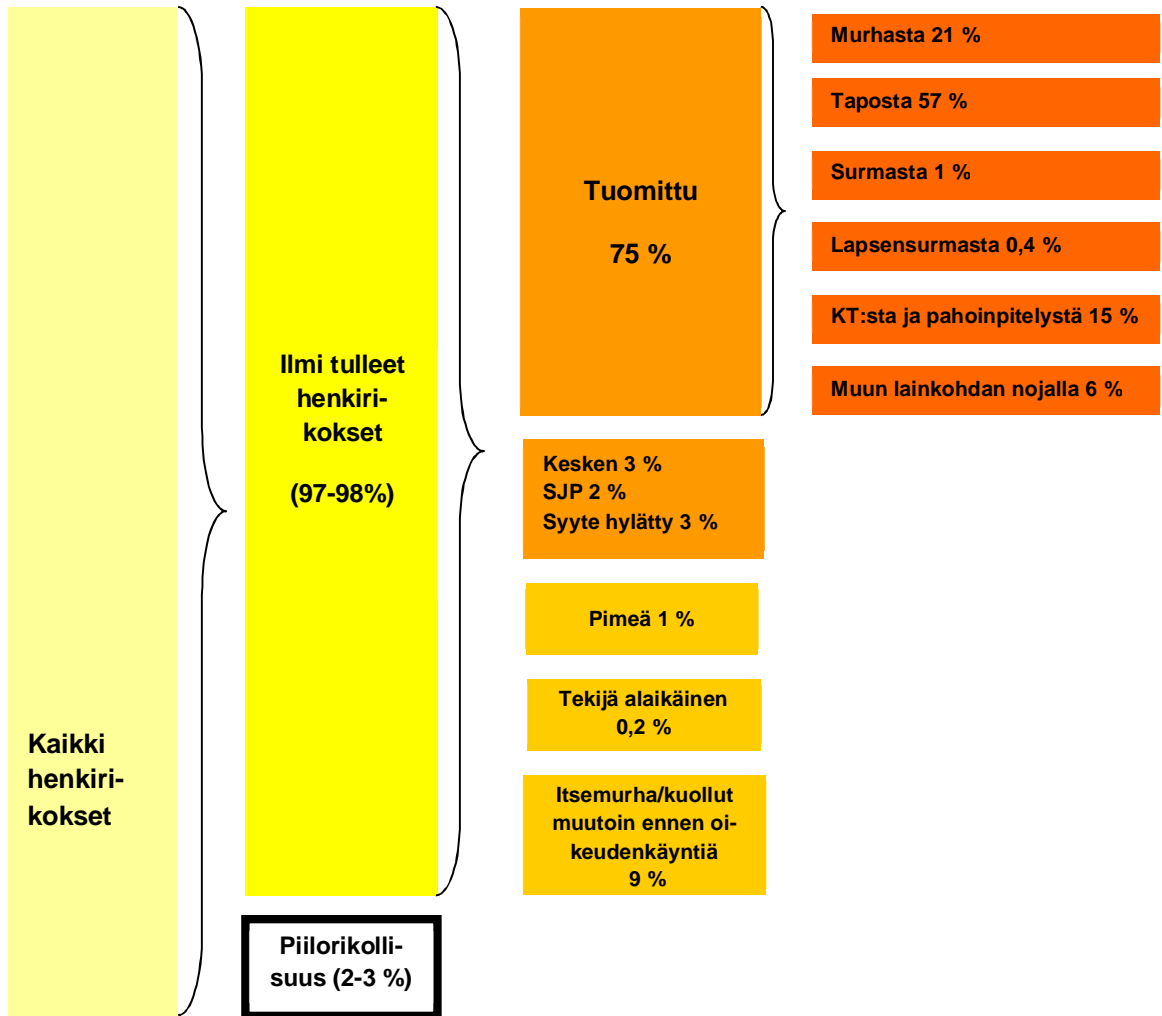 Kaikki
henkiri-
kokset
Ilmi tulleet
henkiri-
kokset
(97-98%)
Piilorikolli-
suus (2-3 %)
Tuomittu
75 %
Kesken 3 %
SJP 2 %
Syyte hylätty 3 %
Pimeä 1 %
Tekijä alaikäinen
0,2 %
Itsemurha/kuollut
muutoin ennen oi-
keudenkäyntiä
9 %
Murhasta 21 %
Taposta 57 %
Surmasta 1 %
Lapsensurmasta 0,4 %
KT:sta ja pahoinpitelystä 15 %
Muun lainkohdan nojalla 6 %